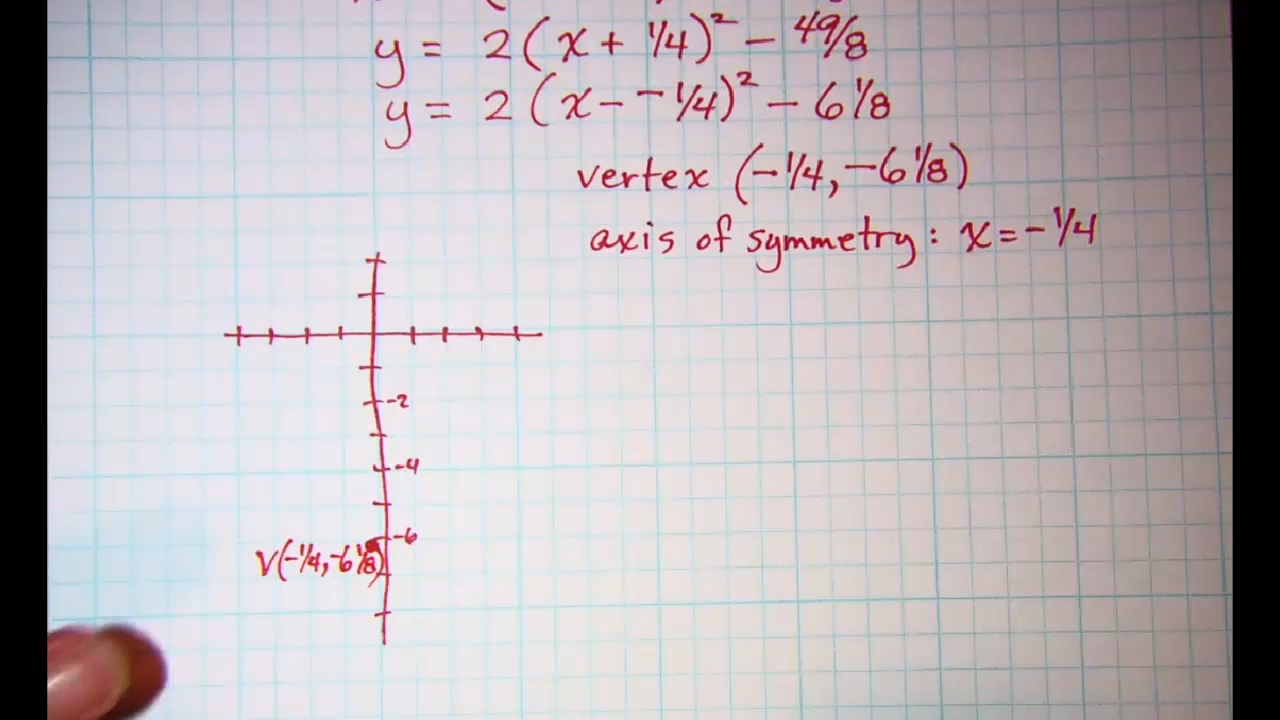 y = 2(x + 1/4)² - 49/8
y = 2(x - -1/4)² - 6 1/8
vertex (-1/4, -6 1/8)
axis of symmetry: x = -1/4
-2
-4
-6
V(-1/4, -6 1/8)